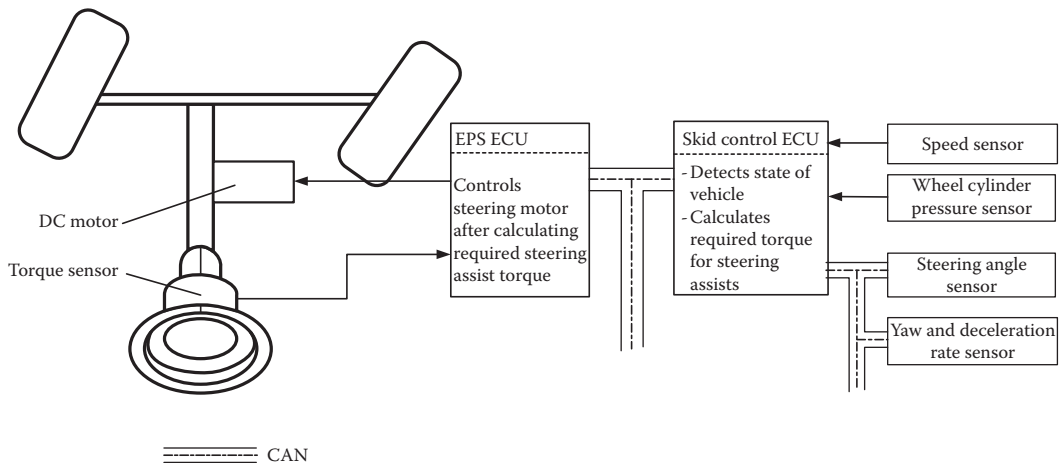 DC motor
Torque sensor
EPS ECU
Controls
steering motor
after calculating
required steering
assist torque
Skid control ECU
- Detects state of
vehicle
- Calculates
required torque
for steering
assists
Speed sensor
Wheel cylinder
pressure sensor
Steering angle
sensor
Yaw and deceleration
rate sensor
CAN